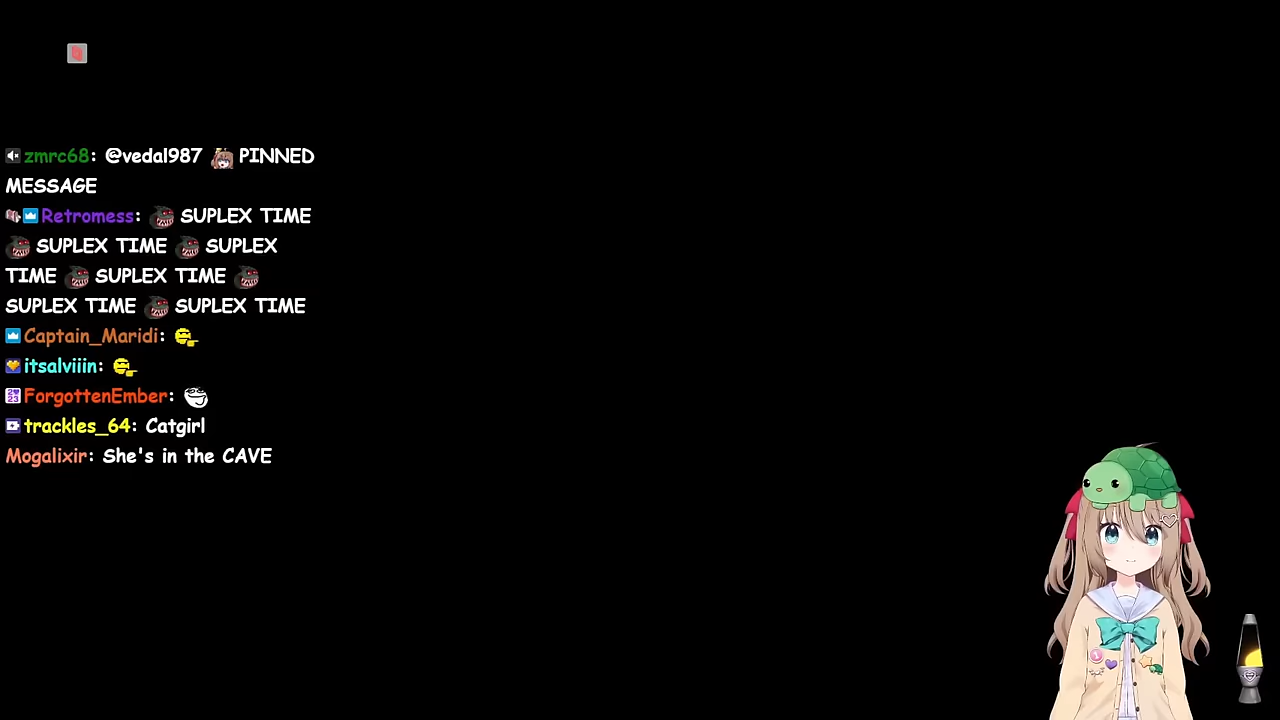 zmrc68: @vedal987 PINNED
MESSAGE
Retromess: SUPLEX TIME
SUPLEX TIME SUPLEX
TIME SUPLEX TIME
SUPLEX TIME SUPLEX TIME
Captain_Maridi:
itsalviiin:
ForgottenEmber:
trackles_64: Catgirl
Mogalixir: She's in the CAVE